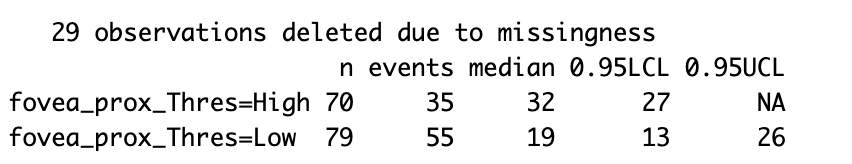 29 observations deleted due to missingness
n events median 0.95LCL 0.95UCL
fovea_prox_Thres=High 70 35 32 27 NA
fovea_prox_Thres=Low 79 55 19 13 26